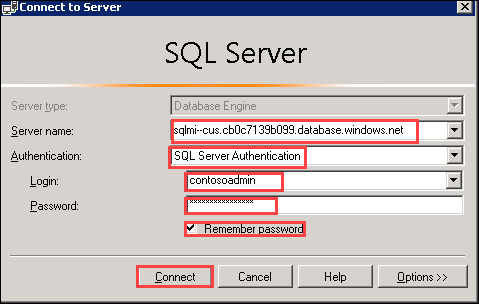 Connect to Server
SQL Server
Server type: Database Engine
Server name: sqlmi--cus.cb0c7139b099.database.windows.net
Authentication: SQL Server Authentication
Login: contosoadmin
Password: ***************
Remember password
Connect Cancel Help Options >>